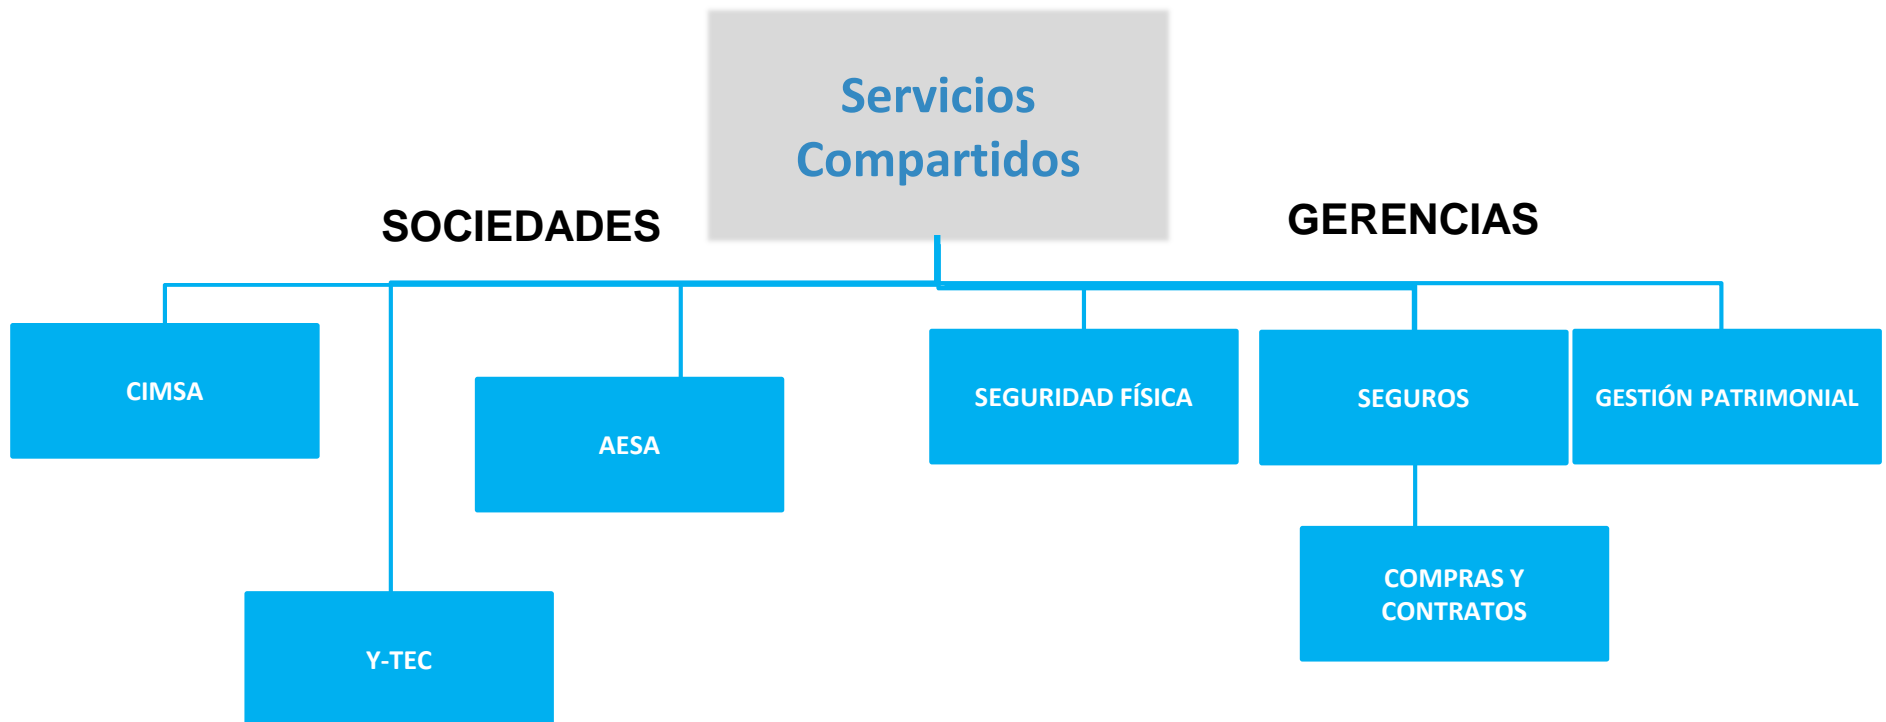 Servicios
Compartidos
SOCIEDADES
GERENCIAS
CIMSA
AESA
Y-TEC
SEGURIDAD FÍSICA
SEGUROS
GESTIÓN PATRIMONIAL
COMPRAS Y
CONTRATOS